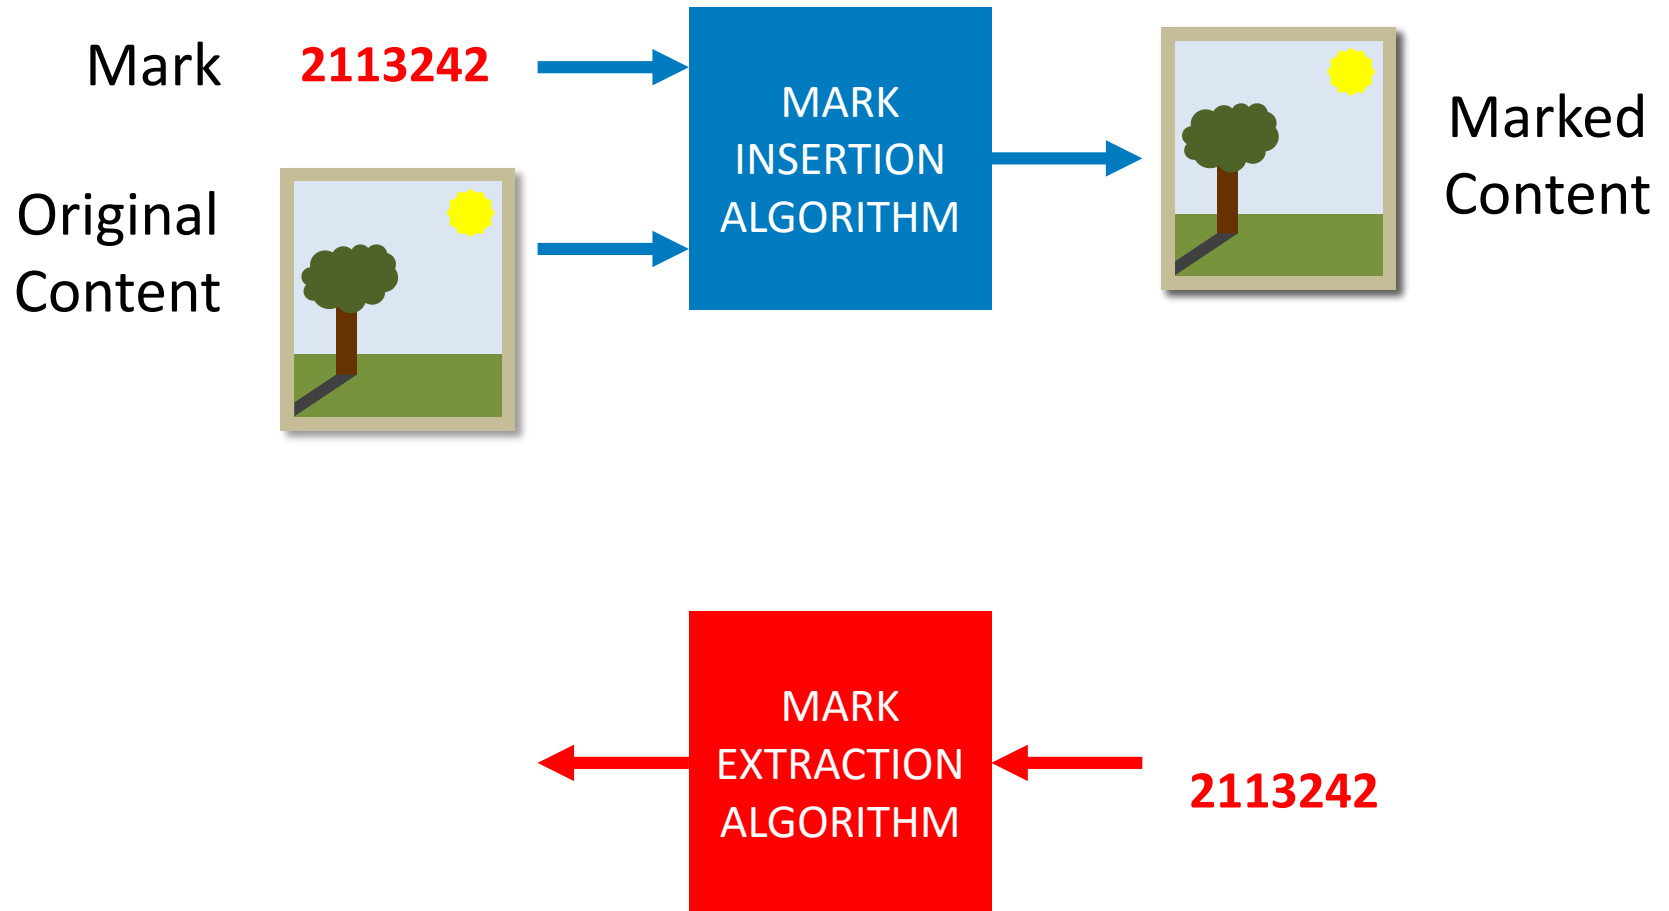 Mark
2113242
Original
Content
MARK
INSERTION
ALGORITHM
Marked
Content
MARK
EXTRACTION
ALGORITHM
2113242